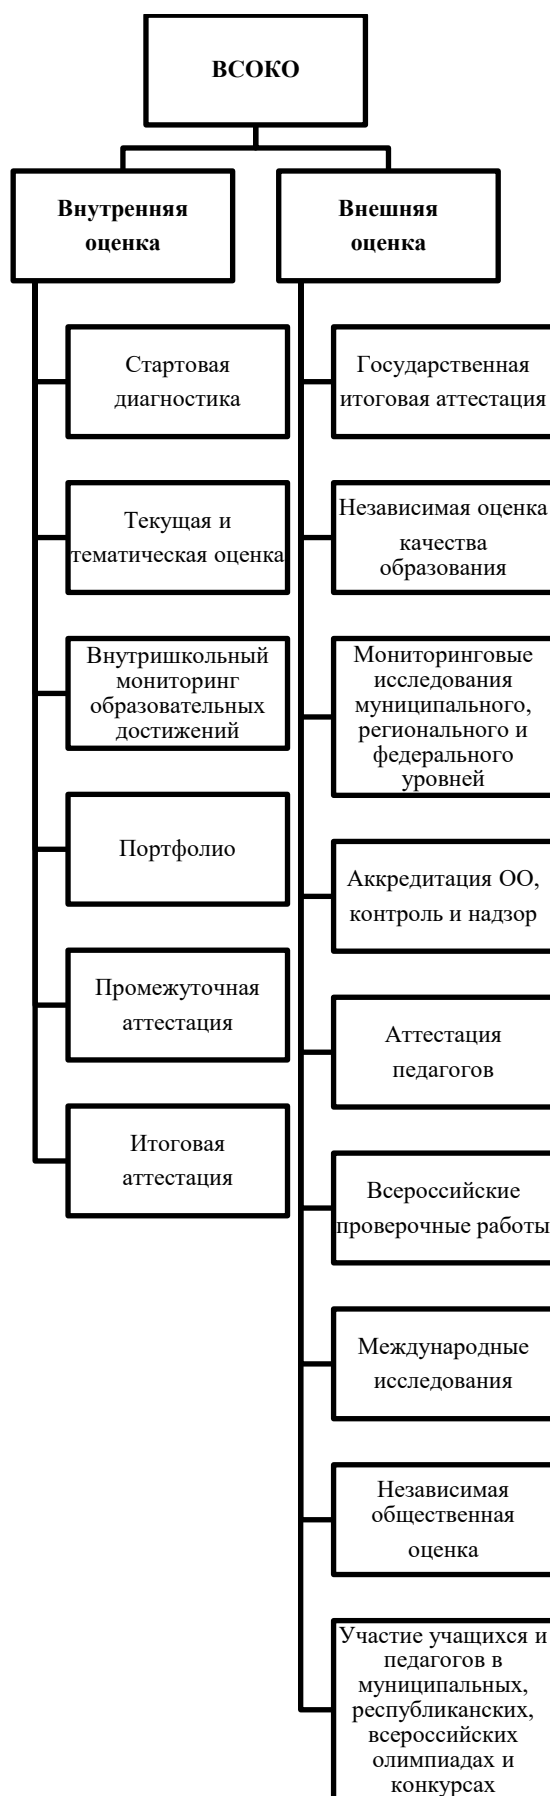 ВСОКО
Внутренняя
оценка
Стартовая
диагностика
Текущая и
тематическая оценка
Внутришкольный
мониторинг
образовательных
достижений
Портфолио
Промежуточная
аттестация
Итоговая
аттестация
Внешняя
оценка
Государственная
итоговая аттестация
Независимая оценка
качества
образования
Мониторинговые
исследования
муниципального,
регионального и
федерального
уровней
Аккредитация ОО,
контроль и надзор
Аттестация
педагогов
Всероссийские
проверочные работы
Международные
исследования
Независимая
общественная
оценка
Участие учащихся и
педагогов в
муниципальных,
республиканских,
всероссийских
олимпиадах и
конкурсах